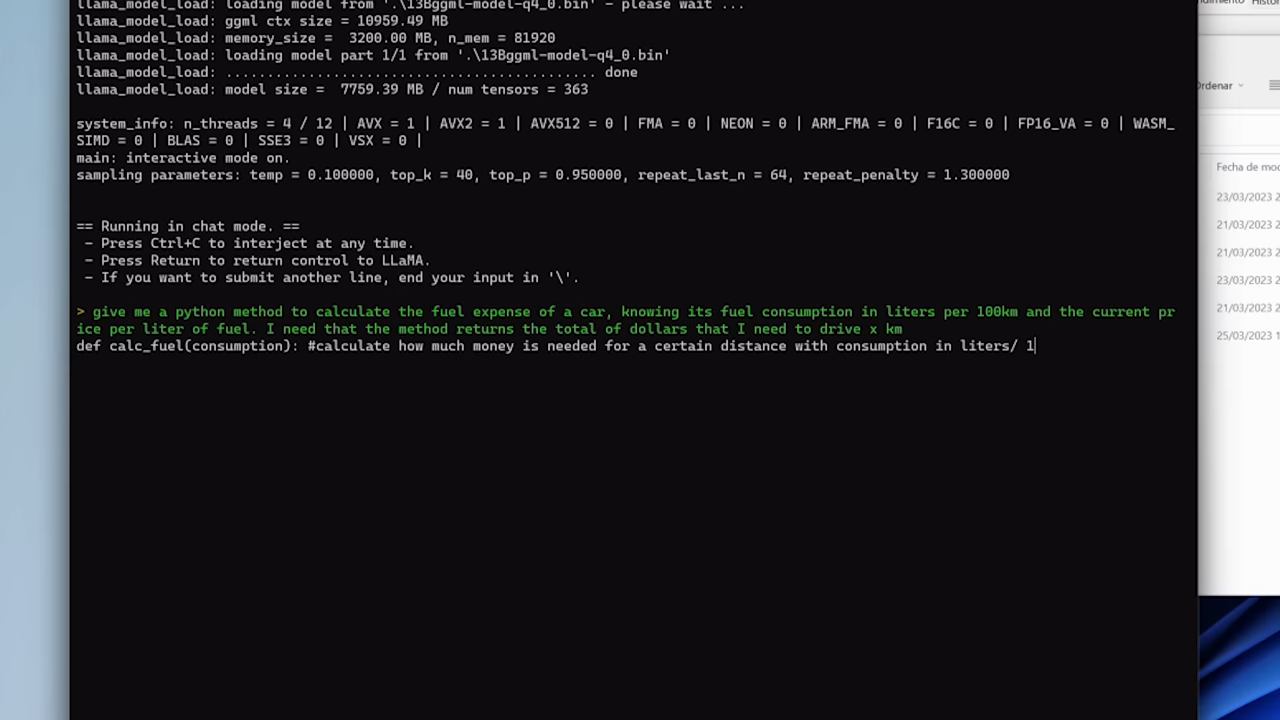 llama_model_load: loading model from '.\13Bggml-model-q4_0.bin' - please wait ...
llama_model_load: ggml ctx size = 10959.49 MB
llama_model_load: memory_size =  3200.00 MB, n_mem = 81920
llama_model_load: loading model part 1/1 from '.\13Bggml-model-q4_0.bin'
llama_model_load: ............................................. done
llama_model_load: model size =  7759.39 MB / num tensors = 363
system_info: n_threads = 4 / 12 | AVX = 1 | AVX2 = 1 | AVX512 = 0 | FMA = 0 | NEON = 0 | ARM_FMA = 0 | F16C = 0 | FP16_VA = 0 | WASM_
SIMD = 0 | BLAS = 0 | SSE3 = 0 | VSX = 0 |
main: interactive mode on.
sampling parameters: temp = 0.100000, top_k = 40, top_p = 0.950000, repeat_last_n = 64, repeat_penalty = 1.300000
== Running in chat mode. ==
- Press Ctrl+C to interject at any time.
- Press Return to return control to LLaMA.
- If you want to submit another line, end your input in '\'.
> give me a python method to calculate the fuel expense of a car, knowing its fuel consumption in liters per 100km and the current pr
ice per liter of fuel. I need that the method returns the total of dollars that I need to drive x km
def calc_fuel(consumption): #calculate how much money is needed for a certain distance with consumption in liters/ 1
Ordenar
Fecha de mod
23/03/2023 2
21/03/2023 2
21/03/2023 2
23/03/2023 2
21/03/2023 2
25/03/2023 1